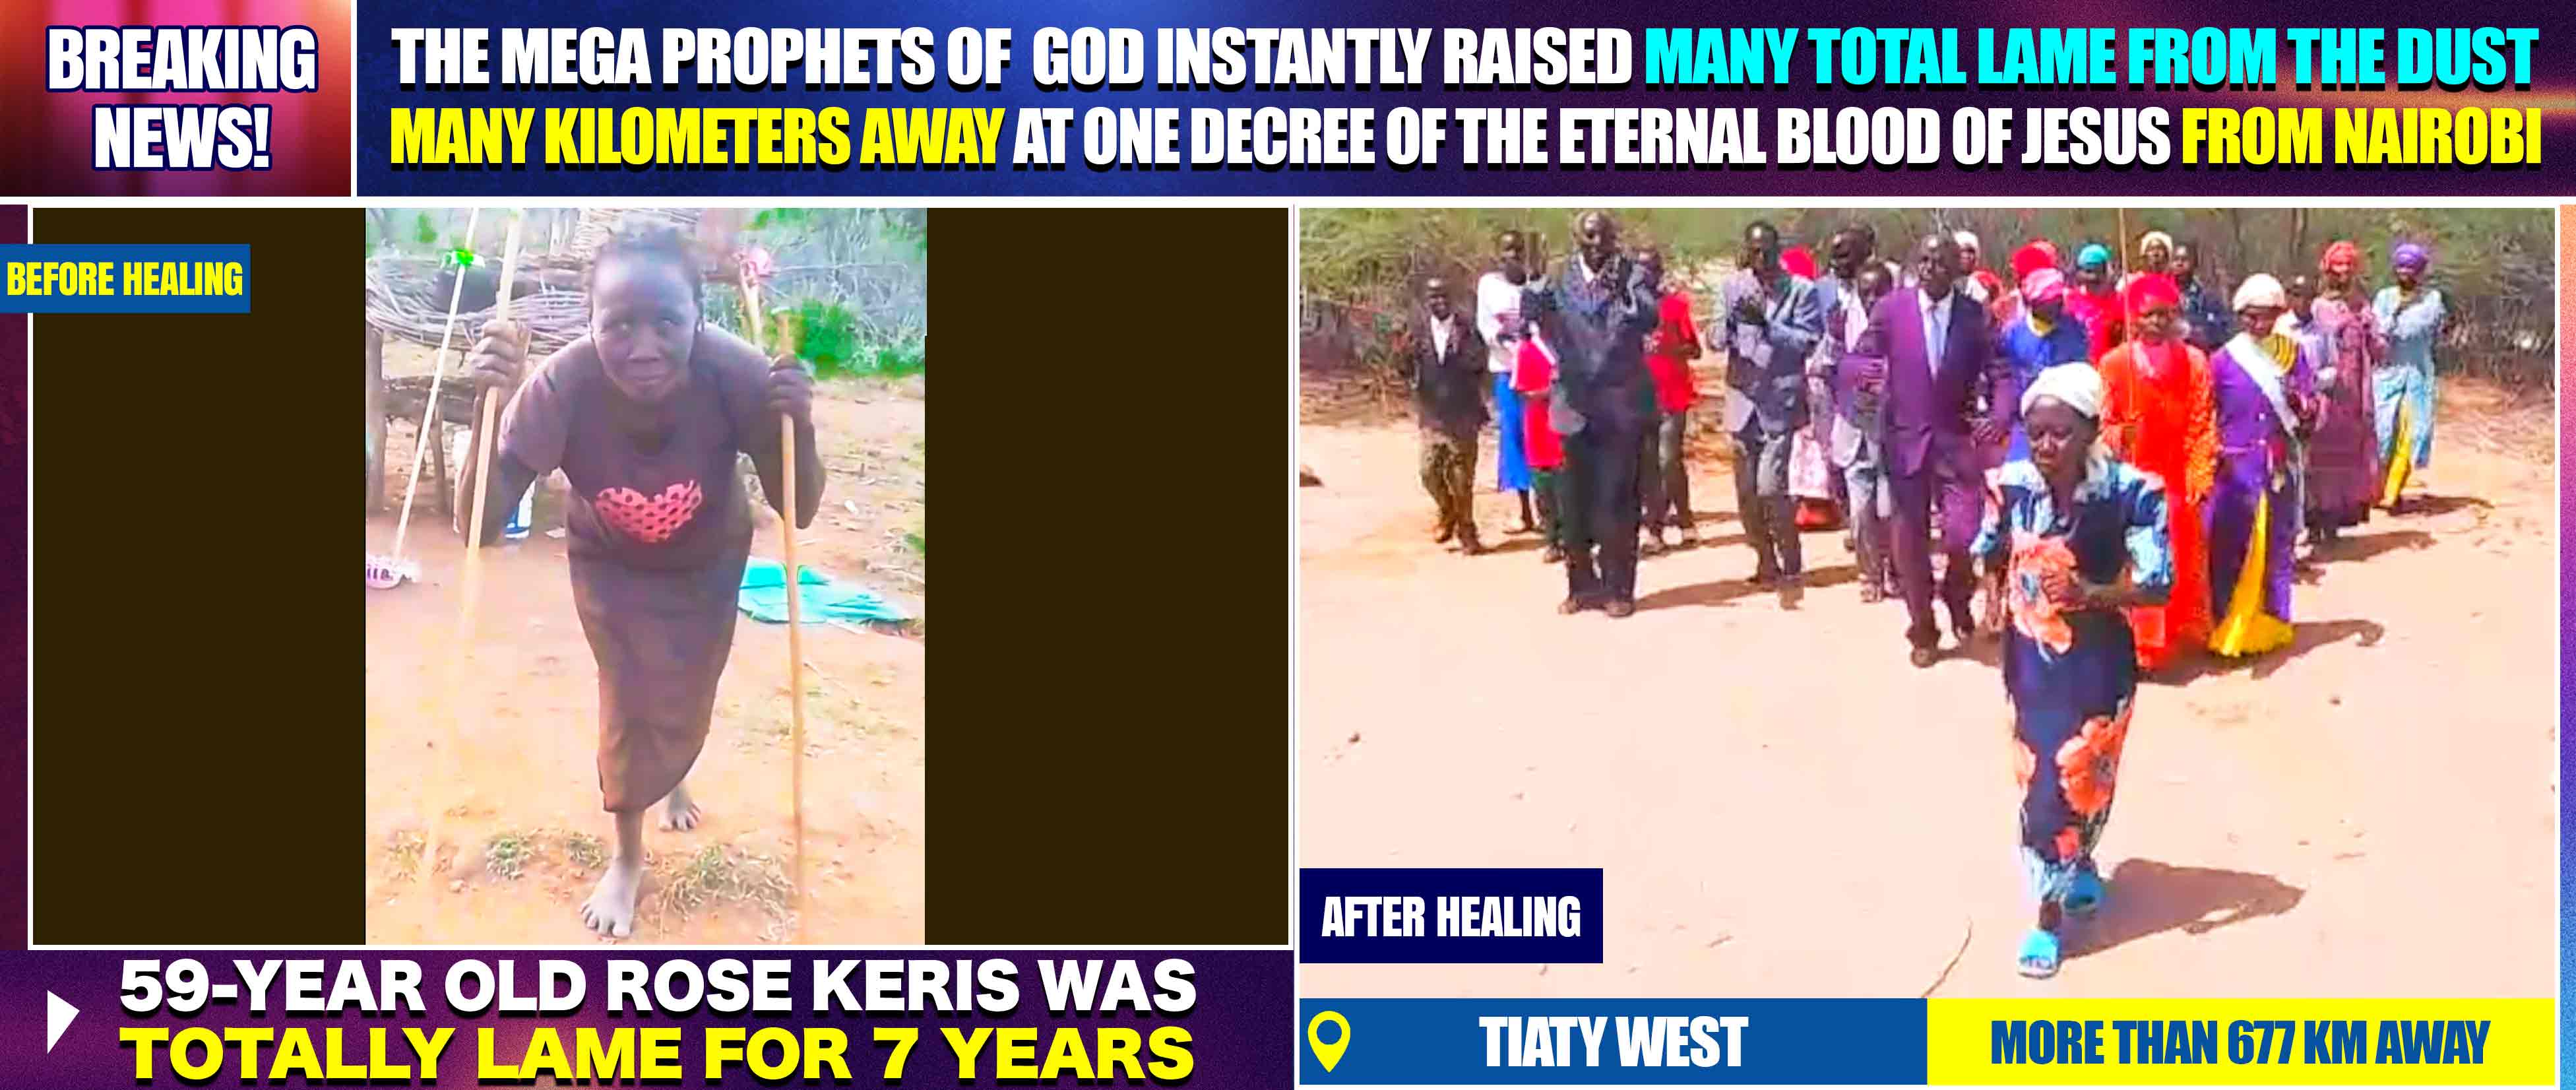 BREAKING
NEWS!
THE MEGA PROPHETS OF GOD INSTANTLY RAISED MANY TOTAL LAME FROM THE DUST
MANY KILOMETERS AWAY AT ONE DECREE OF THE ETERNAL BLOOD OF JESUS FROM NAIROBI
BEFORE HEALING
59-YEAR OLD ROSE KERIS WAS
TOTALLY LAME FOR 7 YEARS
AFTER HEALING
TIATY WEST
MORE THAN 677 KM AWAY